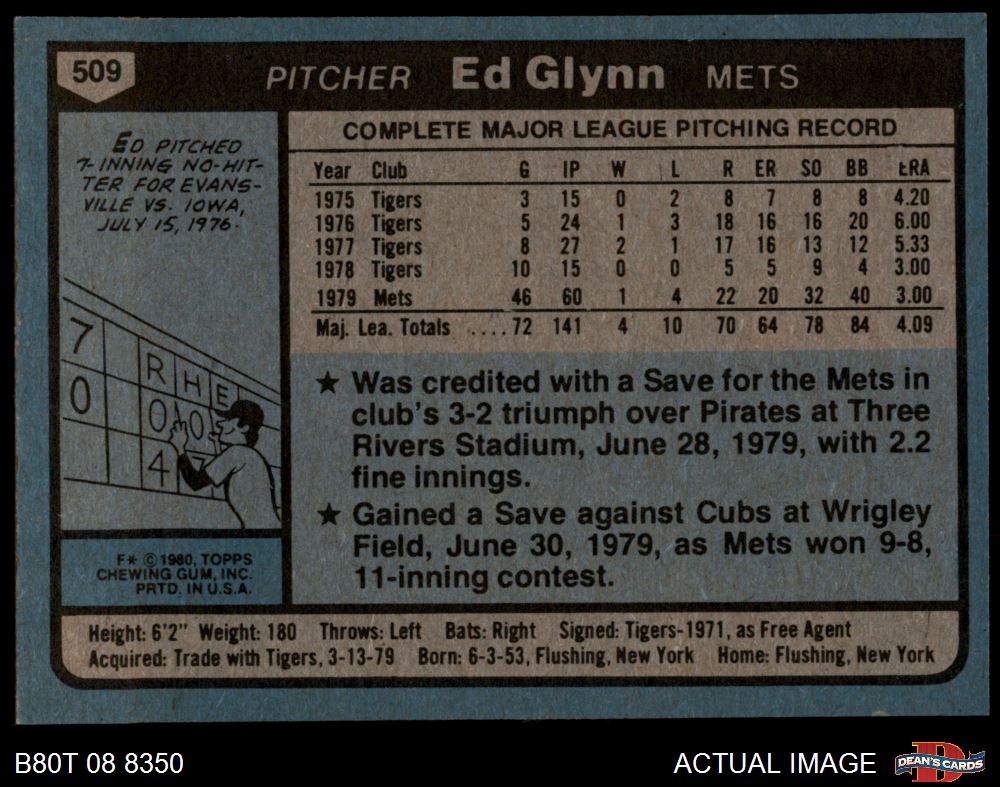 509 PITCHER Ed Glynn METS
ED PITCHED
7-INNING NO-HIT-
TER FOR EVANS-
VILLE VS. IOWA,
JULY 15, 1976.
7
0
R H E
0 0
4
F* © 1980, TOPPS
CHEWING GUM, INC.
PRTD. IN U.S.A.
COMPLETE MAJOR LEAGUE PITCHING RECORD
Year Club G IP W L R ER SO BB ERA
1975 Tigers 3 15 0 2 8 7 8 8 4.20
1976 Tigers 5 24 1 3 18 16 16 20 6.00
1977 Tigers 8 27 2 1 17 16 13 12 5.33
1978 Tigers 10 15 0 0 5 5 9 4 3.00
1979 Mets 46 60 1 4 22 20 32 40 3.00
Maj. Lea. Totals ....72 141 4 10 70 64 78 84 4.09
★ Was credited with a Save for the Mets in
club's 3-2 triumph over Pirates at Three
Rivers Stadium, June 28, 1979, with 2.2
fine innings.
★ Gained a Save against Cubs at Wrigley
Field, June 30, 1979, as Mets won 9-8,
11-inning contest.
Height: 6'2" Weight: 180 Throws: Left Bats: Right Signed: Tigers-1971, as Free Agent
Acquired: Trade with Tigers, 3-13-79 Born: 6-3-53, Flushing, New York Home: Flushing, New York
B80T 08 8350 ACTUAL IMAGE DEAN'S CARDS